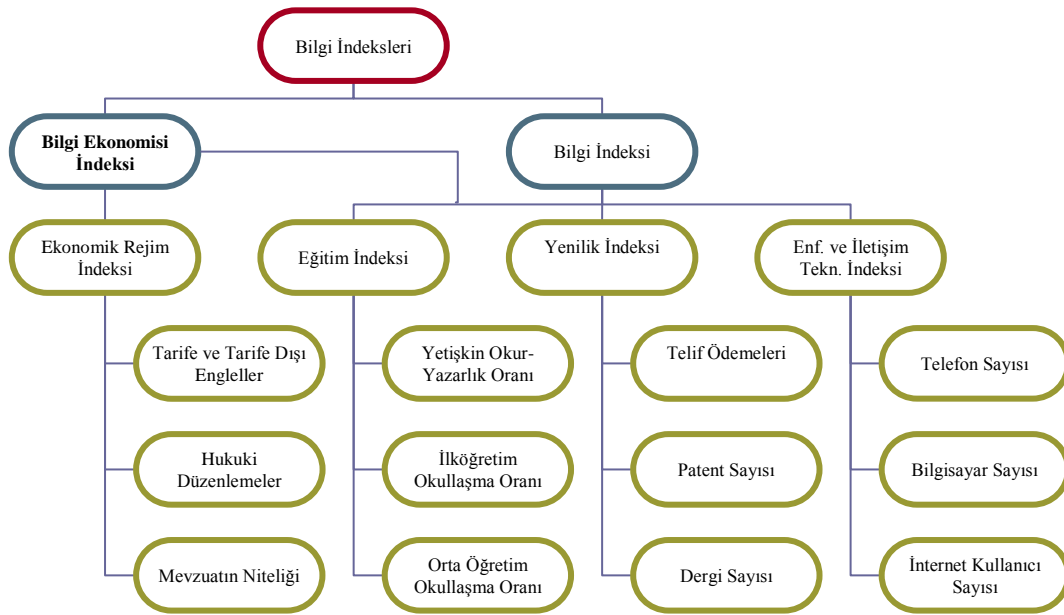 Bilgi İndeksleri
Bilgi Ekonomisi
İndeksi
Bilgi İndeksi
Ekonomik Rejim
İndeksi
Eğitim İndeksi
Yenilik İndeksi
Enf. ve İletişim
Tekn. İndeksi
Tarife ve Tarife Dışı
Engleller
Yetişkin Okur-
Yazarlık Oranı
Telif Ödemeleri
Telefon Sayısı
Hukuki
Düzenlemeler
İlköğretim
Okullaşma Oranı
Patent Sayısı
Bilgisayar Sayısı
Mevzuatın Niteliği
Orta Öğretim
Okullaşma Oranı
Dergi Sayısı
İnternet Kullanıcı
Sayısı